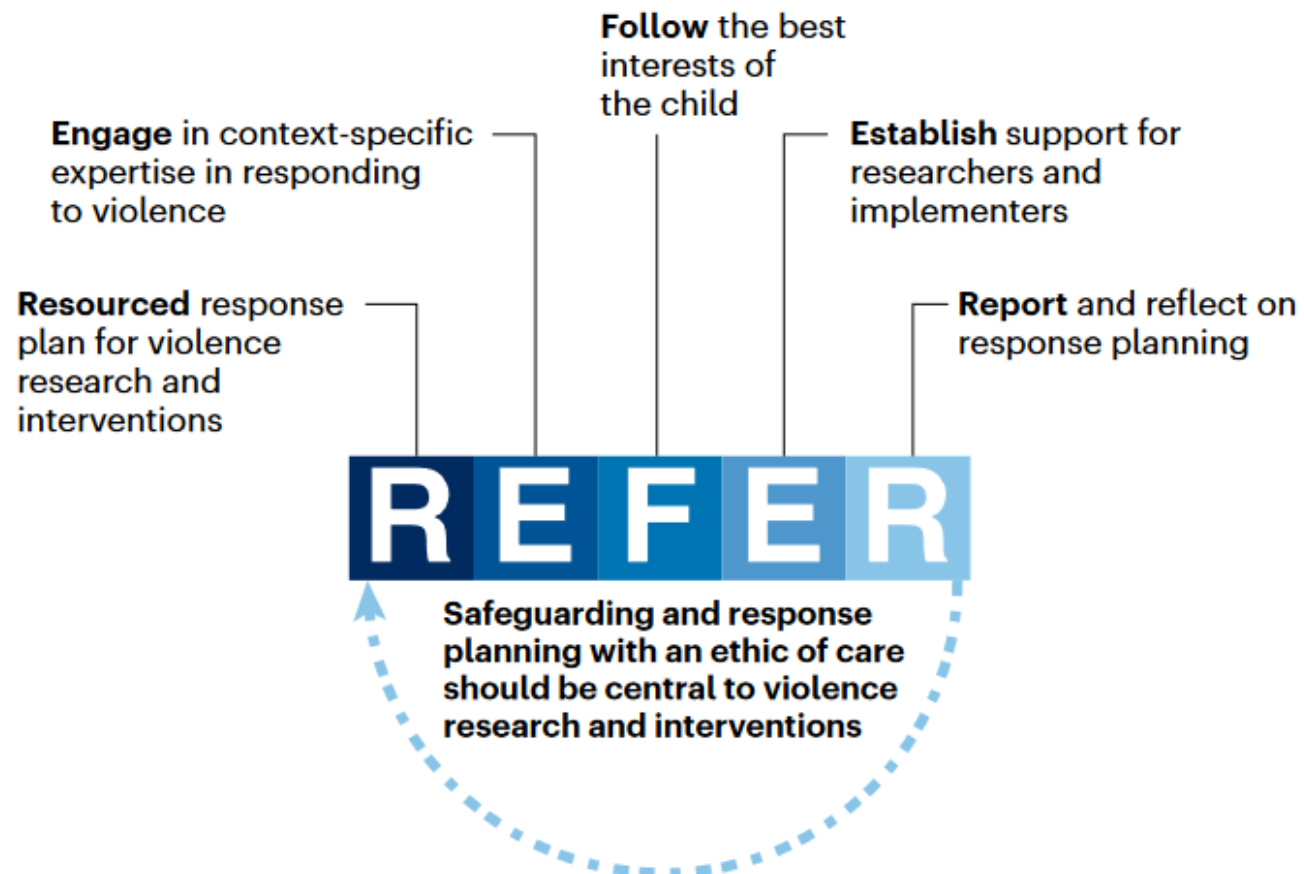 Follow the best
interests of
the child
Engage in context-specific
expertise in responding
to violence
Establish support for
researchers and
implementers
Resourced response
plan for violence
research and
interventions
Report and reflect on
response planning
REFER
Safeguarding and response
planning with an ethic of care
should be central to violence
research and interventions